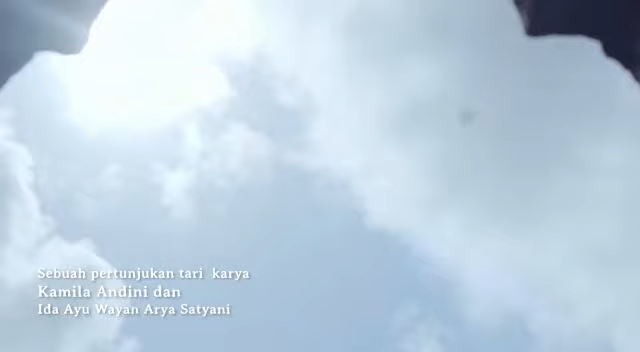 Sebuah pertunjukan tari karya
Kamila Andini dan
Ida Ayu Wayan Arya Satyani